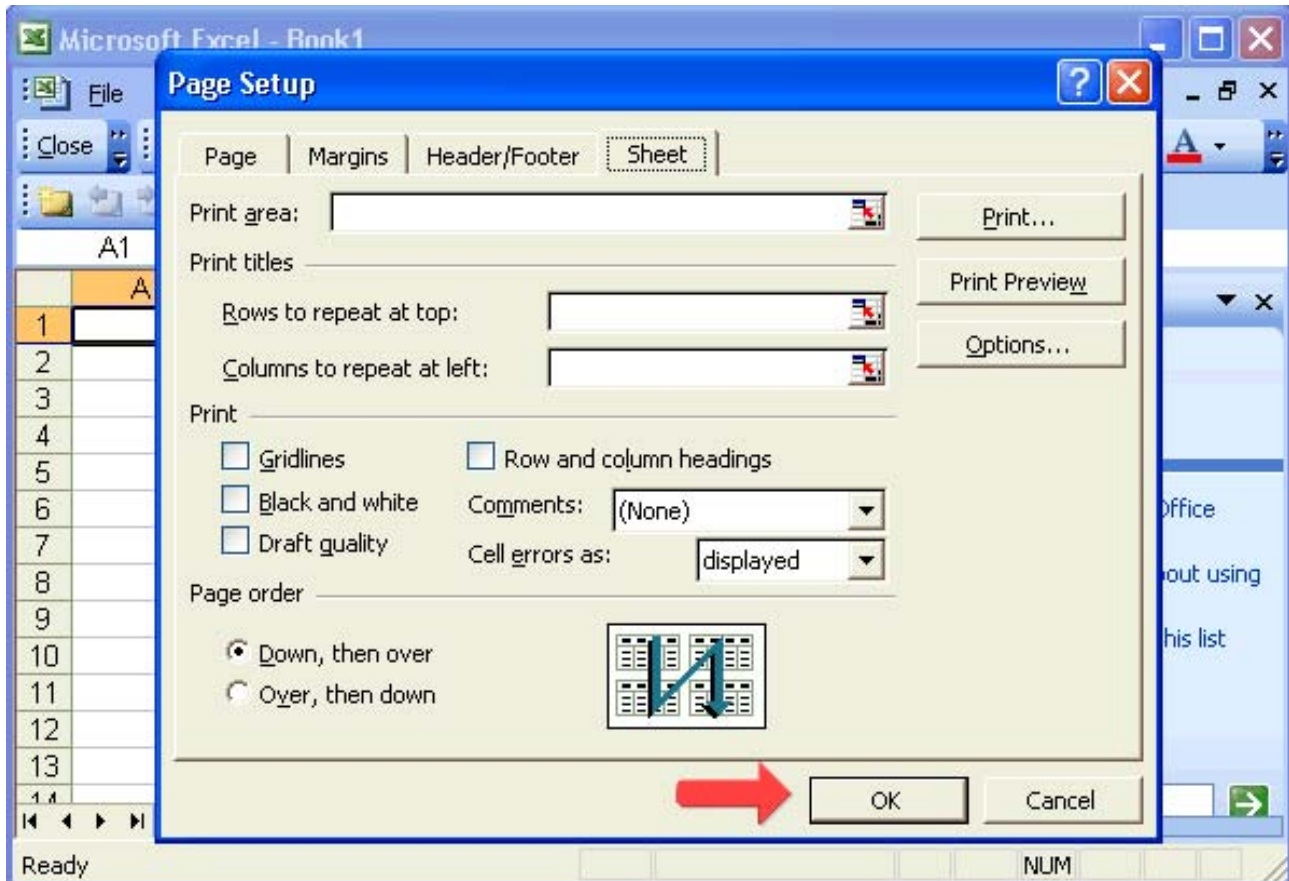 Microsoft Excel - Book1
Page Setup
File
Close
A
A1
A
1
2
3
4
5
6
7
8
9
10
11
12
13
14
Page
Margins
Header/Footer
Sheet
Print area:
Print...
Print titles
Print Preview
Rows to repeat at top:
Options...
Columns to repeat at left:
Print
Gridlines
Row and column headings
Black and white
Comments:
(None)
Draft quality
Cell errors as:
displayed
Page order
Down, then over
Over, then down
OK
Cancel
Office
out using
his list
Ready
NUM